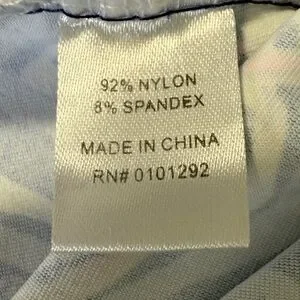 92% NYLON
8% SPANDEX
MADE IN CHINA
RN# 0101292